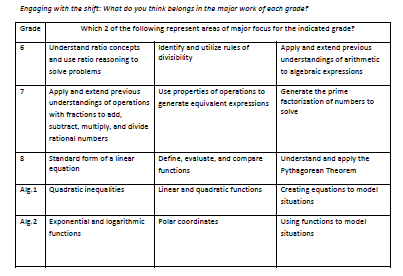 Engaging with the shift: What do you think belongs in the major work of each grade?
Grade Which 2 of the following represent areas of major focus for the indicated grade?
6 Understand ratio concepts Identify and utilize rules of Apply and extend previous
and use ratio reasoning to divisibility understandings of arithmetic
solve problems to algebraic expressions
7 Apply and extend previous Use properties of operations to Generate the prime
understandings of operations generate equivalent expressions factorization of numbers to
with fractions to add, solve
subtract, multiply, and divide
rational numbers
8 Standard form of a linear Define, evaluate, and compare Understand and apply the
equation functions Pythagorean Theorem
Alg.1 Quadratic inequalities Linear and quadratic functions Creating equations to model
situations
Alg.2 Exponential and logarithmic Polar coordinates Using functions to model
functions situations